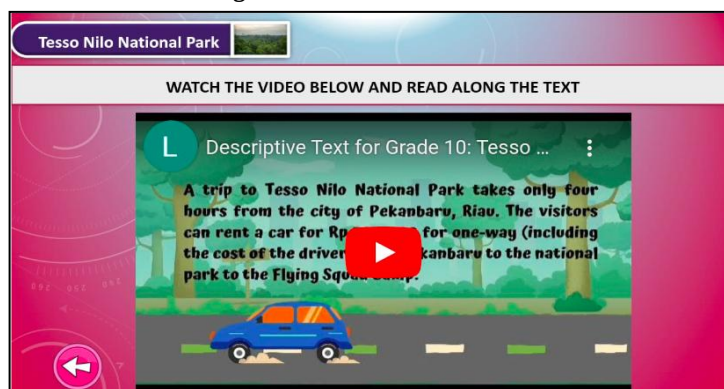 Tesso Nilo National Park
WATCH THE VIDEO BELOW AND READ ALONG THE TEXT
L
Descriptive Text for Grade 10: Tesso ...
A trip to Tesso Nilo National Park takes only four
hours from the city of Pekanbaru, Riau. The visitors
can rent a car for for one-way (including
the cost of the driver to the national
park to the Flying